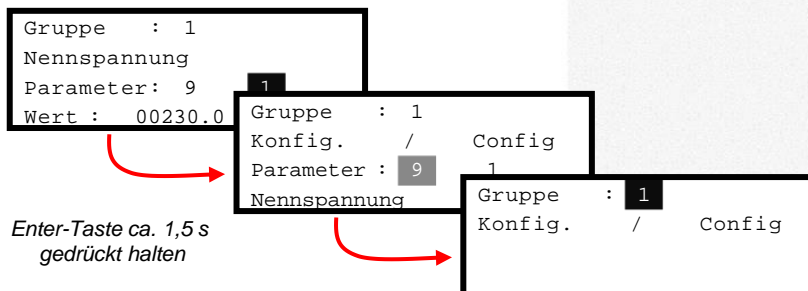 Gruppe : 1
Nennspannung
Parameter: 9 1
Wert : 00230.0
Gruppe : 1
Konfig. / Config
Parameter : 9 1
Nennspannung
Gruppe : 1
Konfig. / Config
Enter-Taste ca. 1,5 s
gedrückt halten